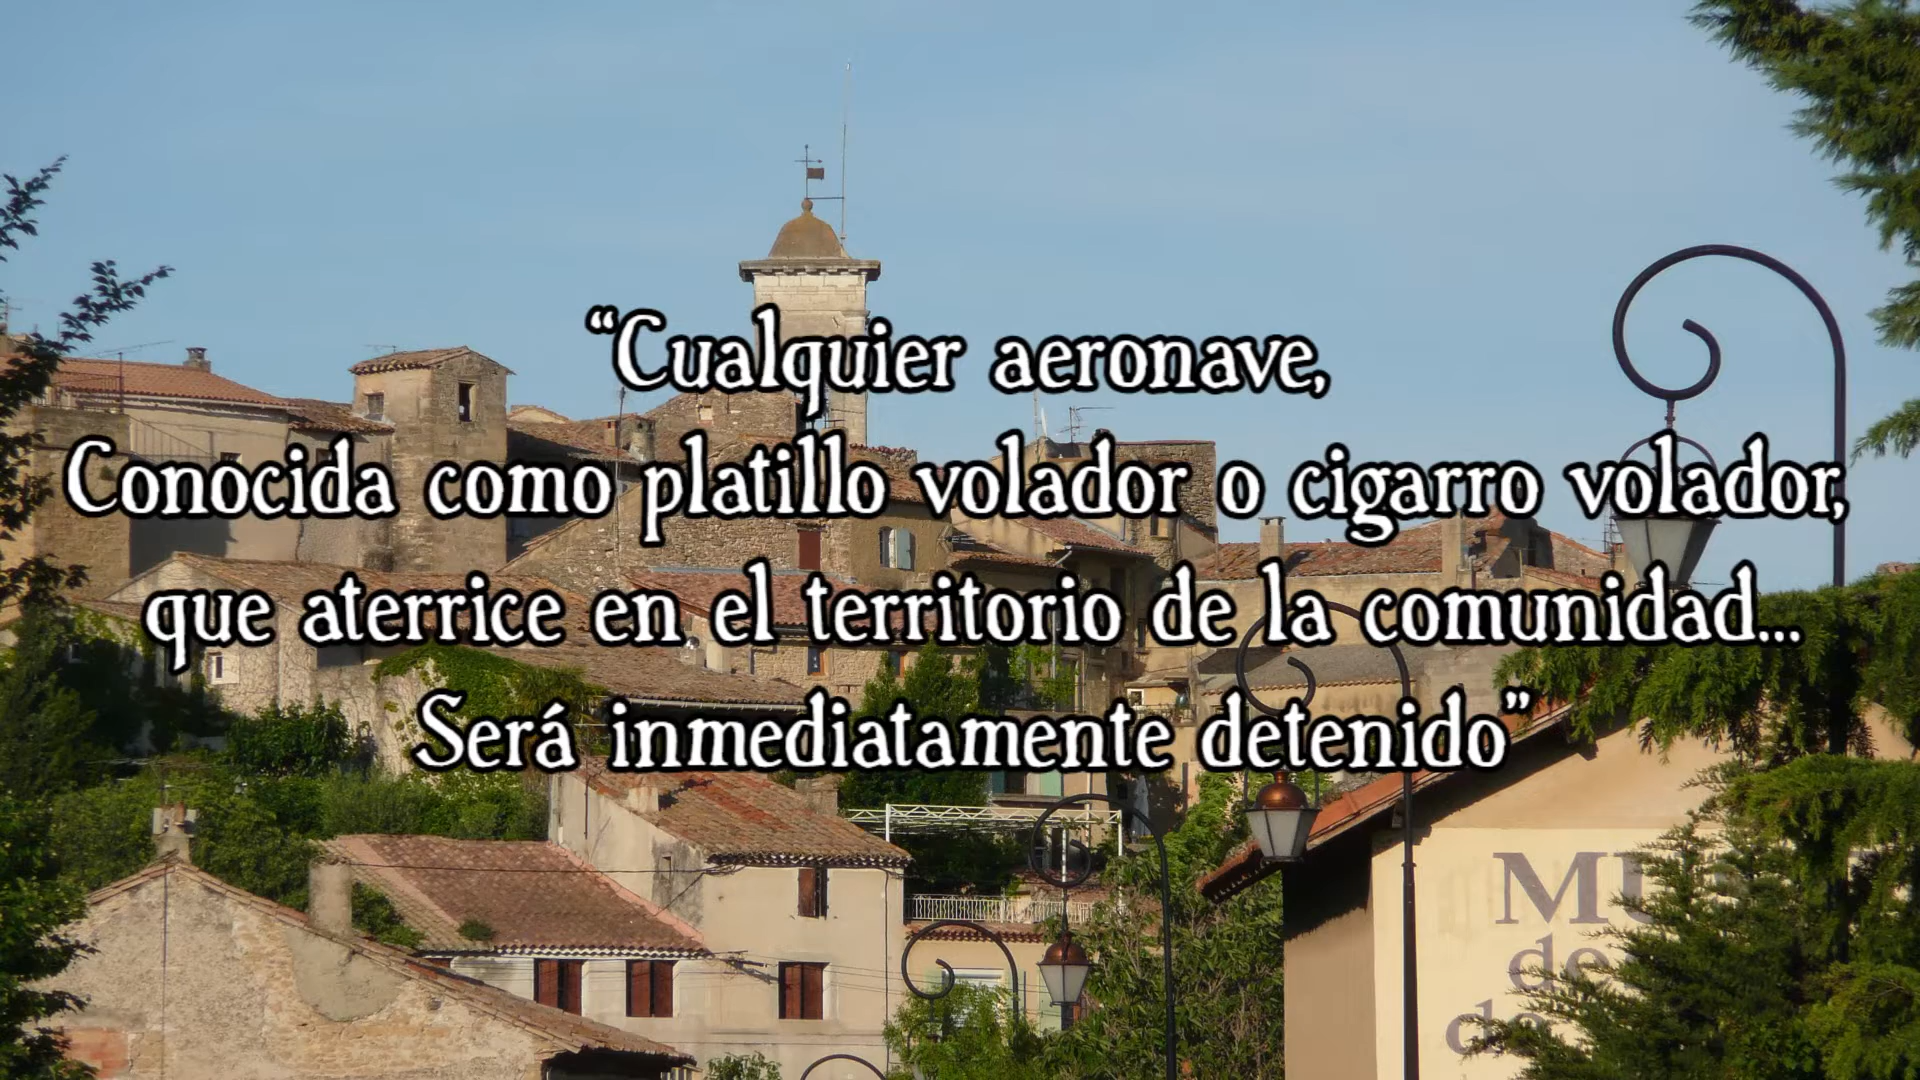 “Cualquier aeronave,
Conocida como platillo volador o cigarro volador,
que aterrice en el territorio de la comunidad...
Será inmediatamente detenido”